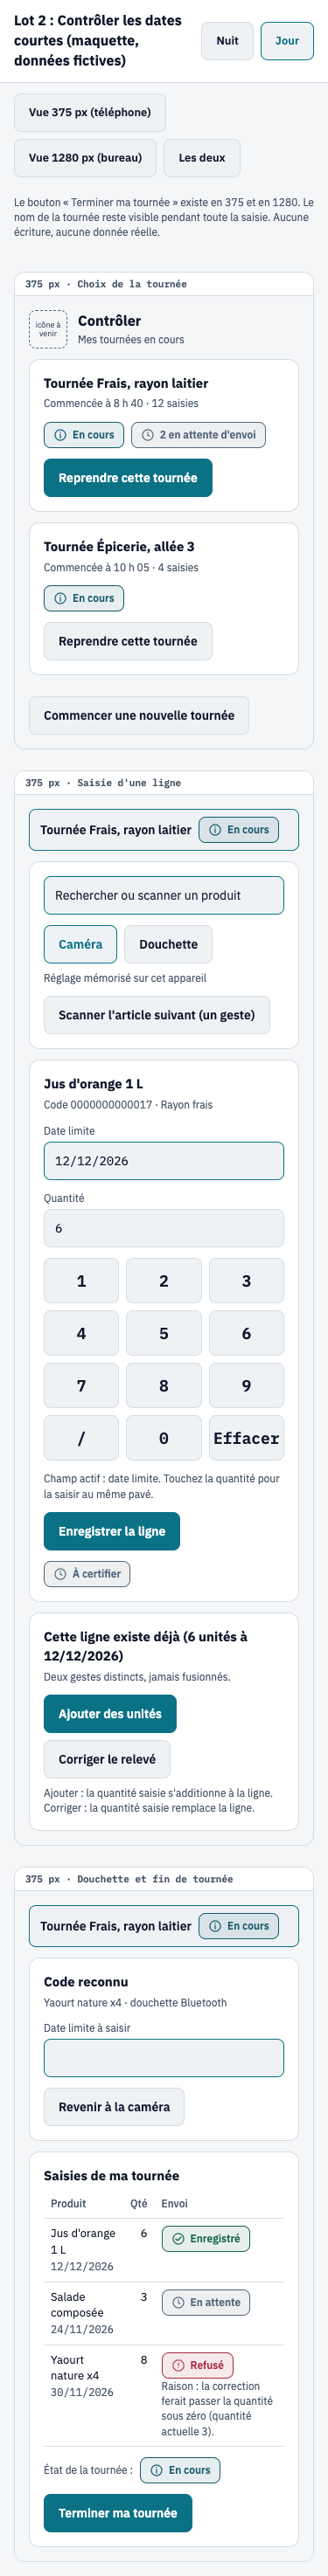 Lot 2 : Contrôler les dates
courtes (maquette,
données fictives)
Nuit
Jour
Vue 375 px (téléphone)
Vue 1280 px (bureau)
Les deux
Le bouton « Terminer ma tournée » existe en 375 et en 1280. Le
nom de la tournée reste visible pendant toute la saisie. Aucune
écriture, aucune donnée réelle.
375 px · Choix de la tournée
icône à
venir
Contrôler
Mes tournées en cours
Tournée Frais, rayon laitier
Commencée à 8 h 40 · 12 saisies
En cours
2 en attente d'envoi
Reprendre cette tournée
Tournée Épicerie, allée 3
Commencée à 10 h 05 · 4 saisies
En cours
Reprendre cette tournée
Commencer une nouvelle tournée
375 px · Saisie d'une ligne
Tournée Frais, rayon laitier
En cours
Rechercher ou scanner un produit
Caméra
Douchette
Réglage mémorisé sur cet appareil
Scanner l'article suivant (un geste)
Jus d'orange 1 L
Code 0000000000017 · Rayon frais
Date limite
12/12/2026
Quantité
6
1 2 3
4 5 6
7 8 9
/ 0 Effacer
Champ actif : date limite. Touchez la quantité pour
la saisir au même pavé.
Enregistrer la ligne
À certifier
Cette ligne existe déjà (6 unités à
12/12/2026)
Deux gestes distincts, jamais fusionnés.
Ajouter des unités
Corriger le relevé
Ajouter : la quantité saisie s'additionne à la ligne.
Corriger : la quantité saisie remplace la ligne.
375 px · Douchette et fin de tournée
Tournée Frais, rayon laitier
En cours
Code reconnu
Yaourt nature x4 · douchette Bluetooth
Date limite à saisir
Revenir à la caméra
Saisies de ma tournée
Produit Qté Envoi
Jus d'orange 6 Enregistré
1 L
12/12/2026
Salade 3 En attente
composée
24/11/2026
Yaourt 8 Refusé
nature x4
30/11/2026
Raison : la correction
ferait passer la quantité
sous zéro (quantité
actuelle 3).
État de la tournée :
En cours
Terminer ma tournée